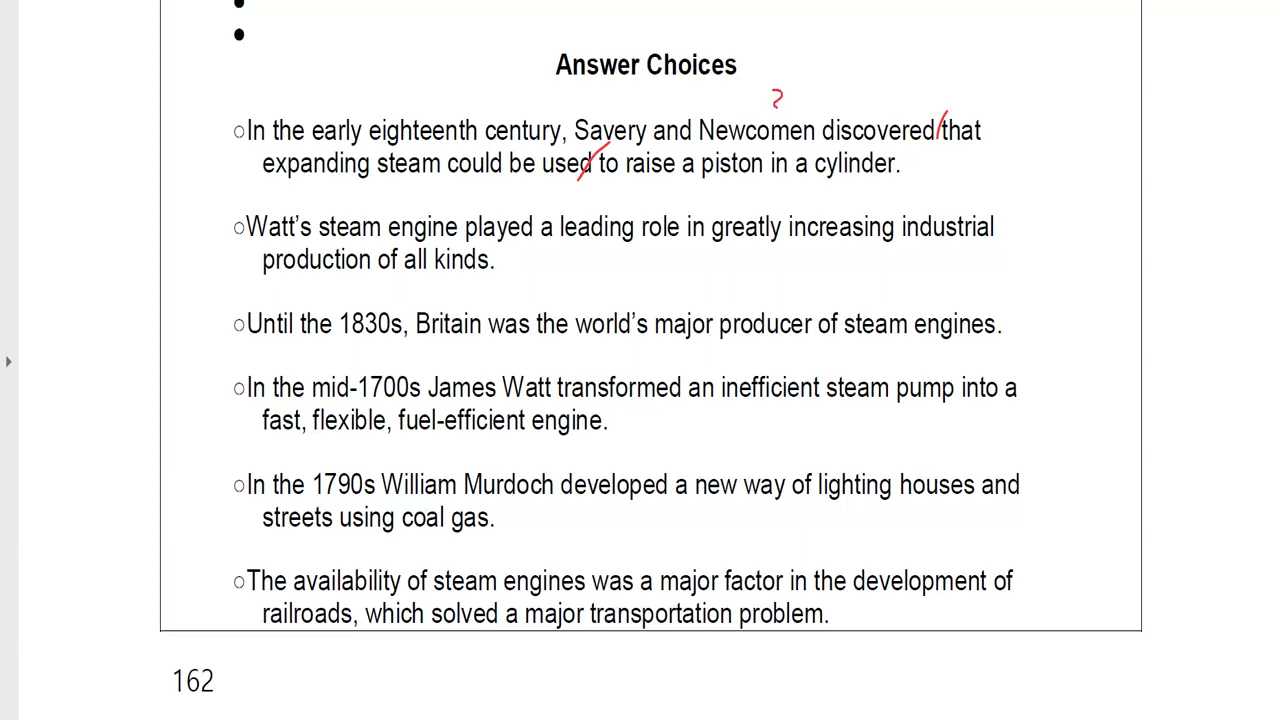 Answer Choices
?
○In the early eighteenth century, Savery and Newcomen discovered that
expanding steam could be used to raise a piston in a cylinder.
○Watt’s steam engine played a leading role in greatly increasing industrial
production of all kinds.
○Until the 1830s, Britain was the world’s major producer of steam engines.
○In the mid-1700s James Watt transformed an inefficient steam pump into a
fast, flexible, fuel-efficient engine.
○In the 1790s William Murdoch developed a new way of lighting houses and
streets using coal gas.
○The availability of steam engines was a major factor in the development of
railroads, which solved a major transportation problem.
162